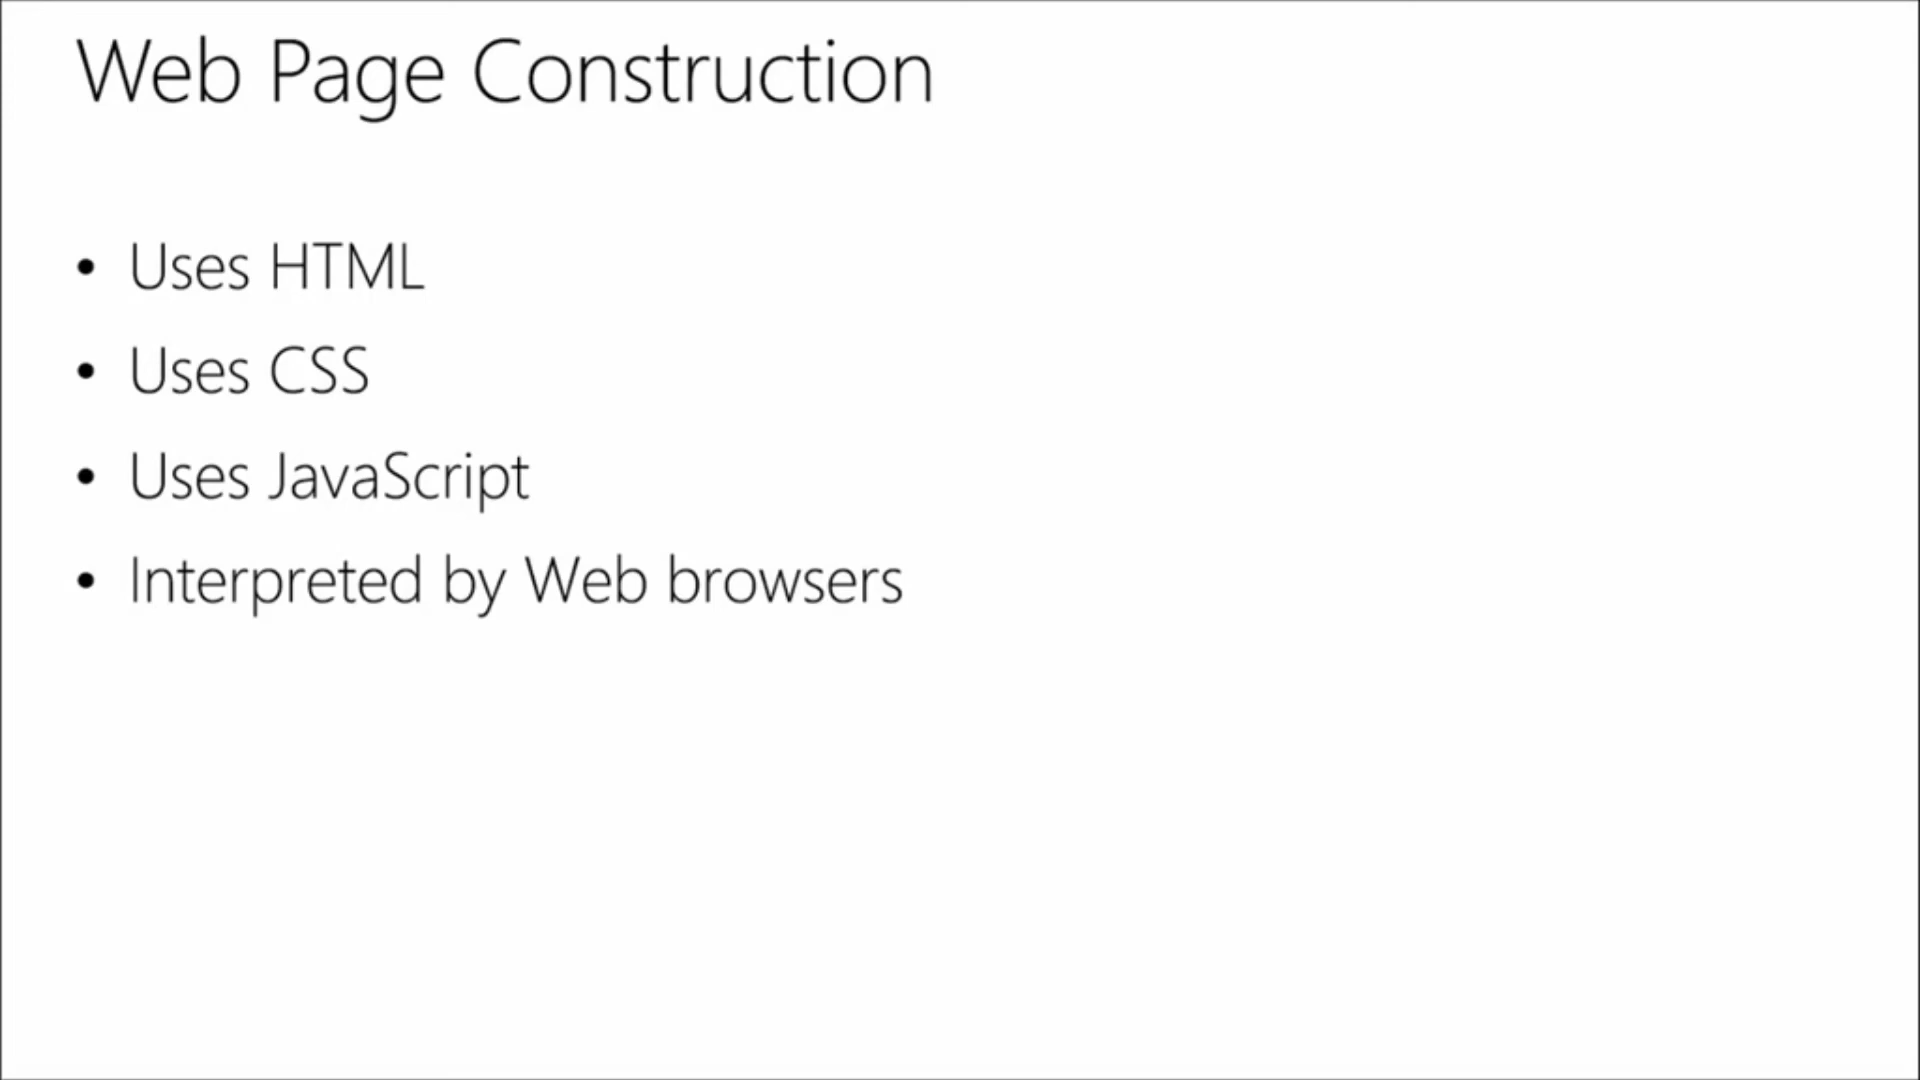 Web Page Construction
• Uses HTML
• Uses CSS
• Uses JavaScript
• Interpreted by Web browsers